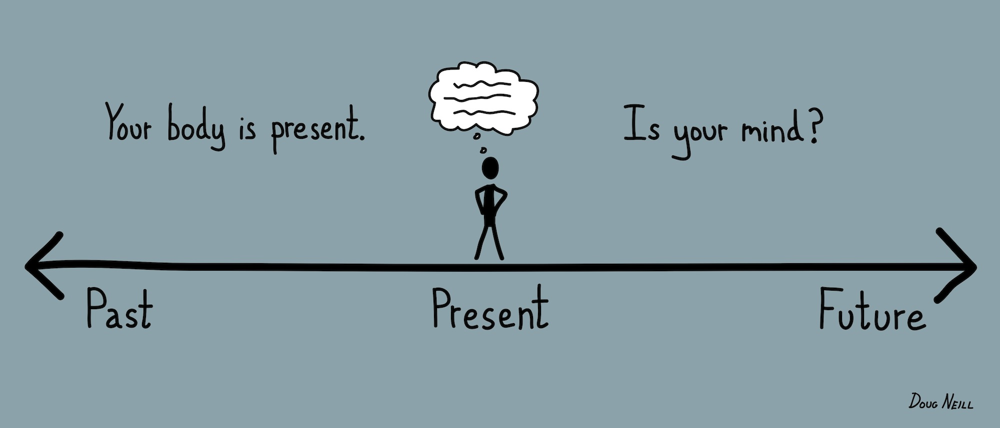 Your body is present.
Is your mind?
Past
Present
Future
DOUG NEILL